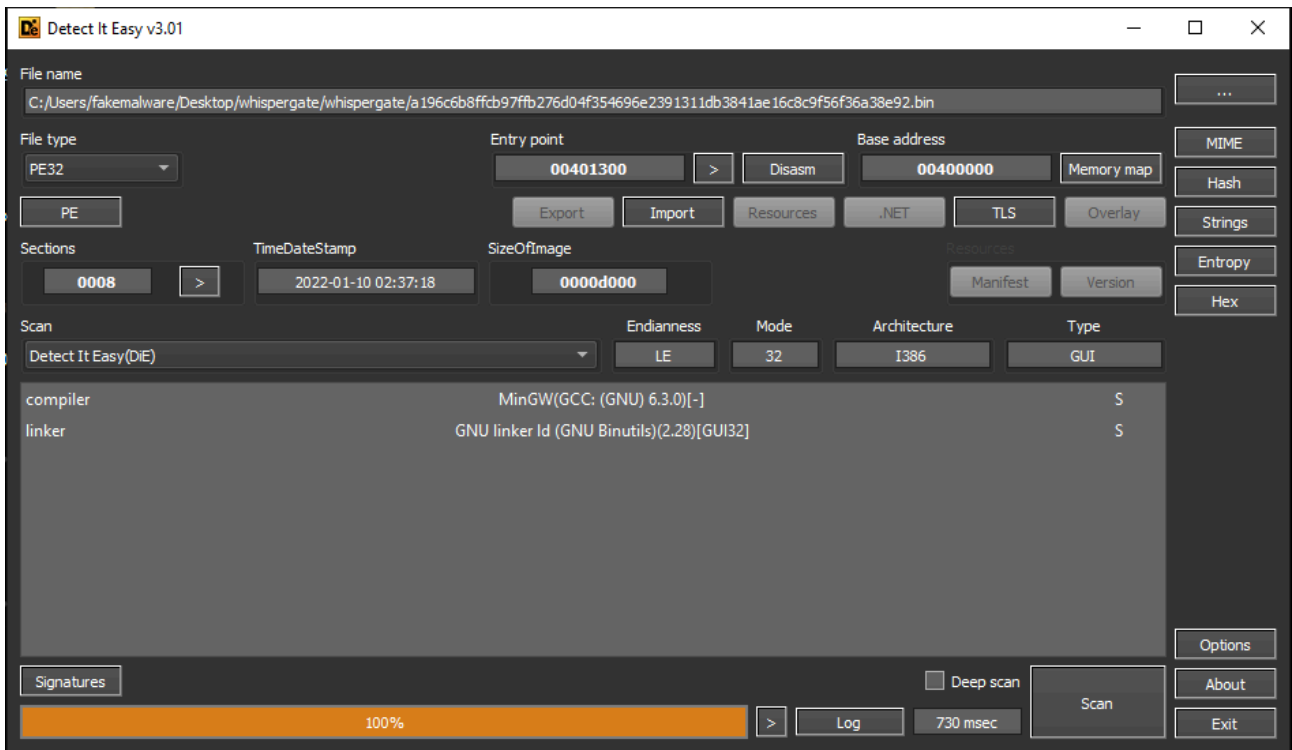 Detect It Easy v3.01
File name
C:/Users/fakemalware/Desktop/whispergate/whispergate/a196c6b8ffcb97ffb276d04f354696e2391311db3841ae16c8c9f56f36a38e92.bin
...
File type
Entry point
Base address
MIME
PE32
00401300
>
Disasm
00400000
Memory map
Hash
PE
Export
Import
Resources
.NET
TLS
Overlay
Strings
Sections
TimeDateStamp
SizeOfImage
Resources
Entropy
0008
>
2022-01-10 02:37:18
0000d000
Manifest
Version
Hex
Scan
Endianness
Mode
Architecture
Type
Detect It Easy(DiE)
LE
32
I386
GUI
compiler
MinGW(GCC: (GNU) 6.3.0)[-]
S
linker
GNU linker ld (GNU Binutils)(2.28)[GUI32]
S
Options
Signatures
Deep scan
Scan
About
100%
>
Log
730 msec
Exit